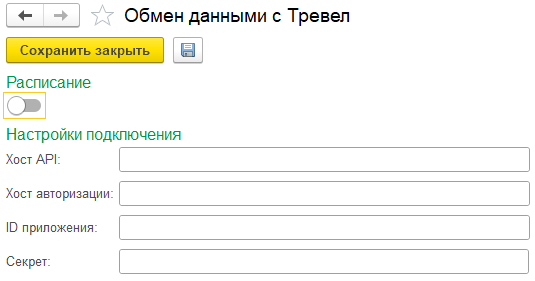 Обмен данными с Тревел
Сохранить закрыть
Расписание
Настройки подключения
Хост API:
Хост авторизации:
ID приложения:
Секрет: